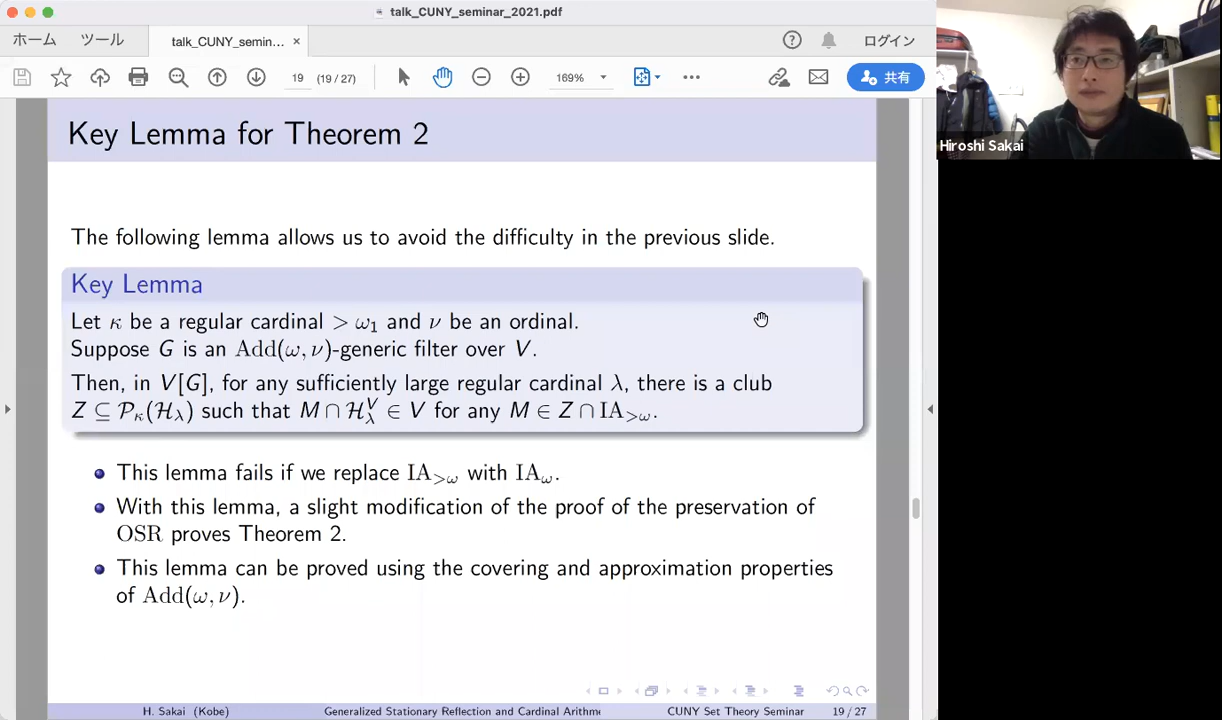 talk_CUNY_seminar_2021.pdf
ホーム ツール talk_CUNY_semin... × ログイン
19 (19 / 27) 169% 共有
Hiroshi Sakai
Key Lemma for Theorem 2
The following lemma allows us to avoid the difficulty in the previous slide.
Key Lemma
Let κ be a regular cardinal > ω₁ and ν be an ordinal.
Suppose G is an Add(ω, ν)-generic filter over V.
Then, in V[G], for any sufficiently large regular cardinal λ, there is a club
Z ⊆ 𝒫_κ(ℋ_λ) such that M ∩ ℋ_λ^V ∈ V for any M ∈ Z ∩ IA_{>ω}.
This lemma fails if we replace IA_{>ω} with IA_ω.
With this lemma, a slight modification of the proof of the preservation of
OSR proves Theorem 2.
This lemma can be proved using the covering and approximation properties
of Add(ω, ν).
H. Sakai (Kobe) Generalized Stationary Reflection and Cardinal Arithme CUNY Set Theory Seminar 19 / 27